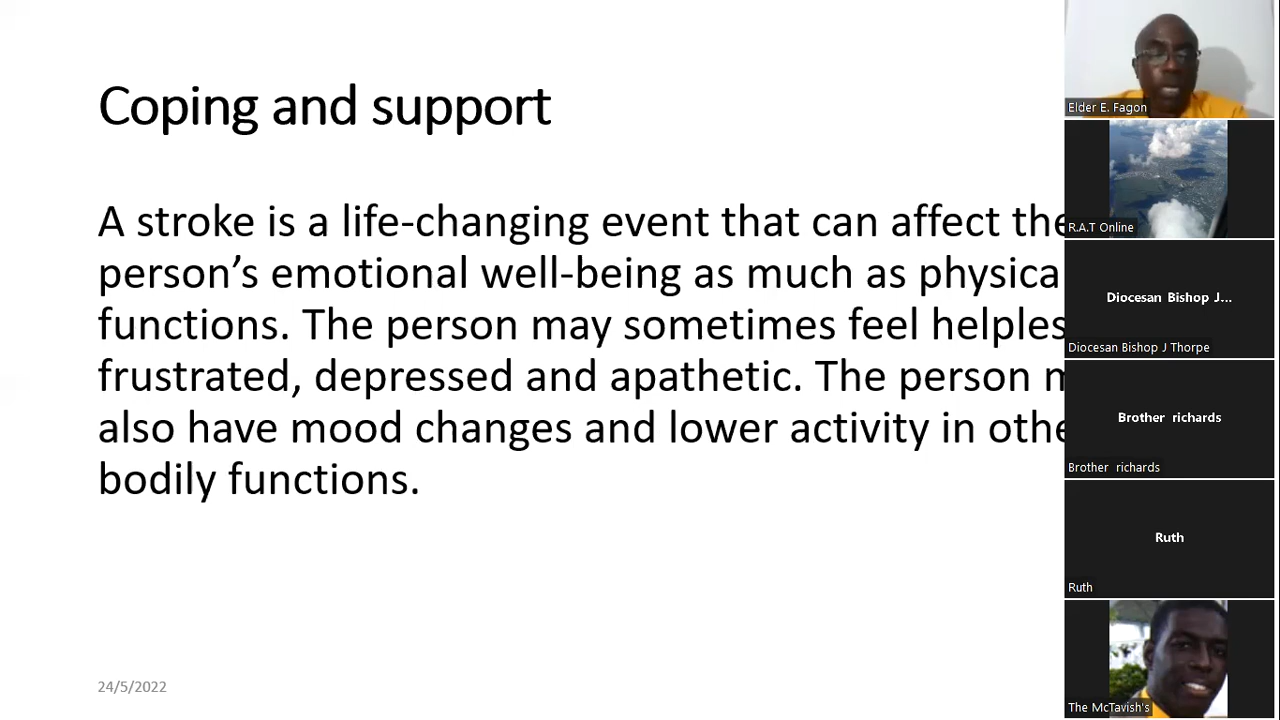 Coping and support
A stroke is a life-changing event that can affect the
person's emotional well-being as much as physica
functions. The person may sometimes feel helples
frustrated, depressed and apathetic. The person m
also have mood changes and lower activity in othe
bodily functions.
24/5/2022
Elder E. Fagon
R.A.T Online
Diocesan Bishop J...
Diocesan Bishop J Thorpe
Brother richards
Brother richards
Ruth
Ruth
The McTavish's